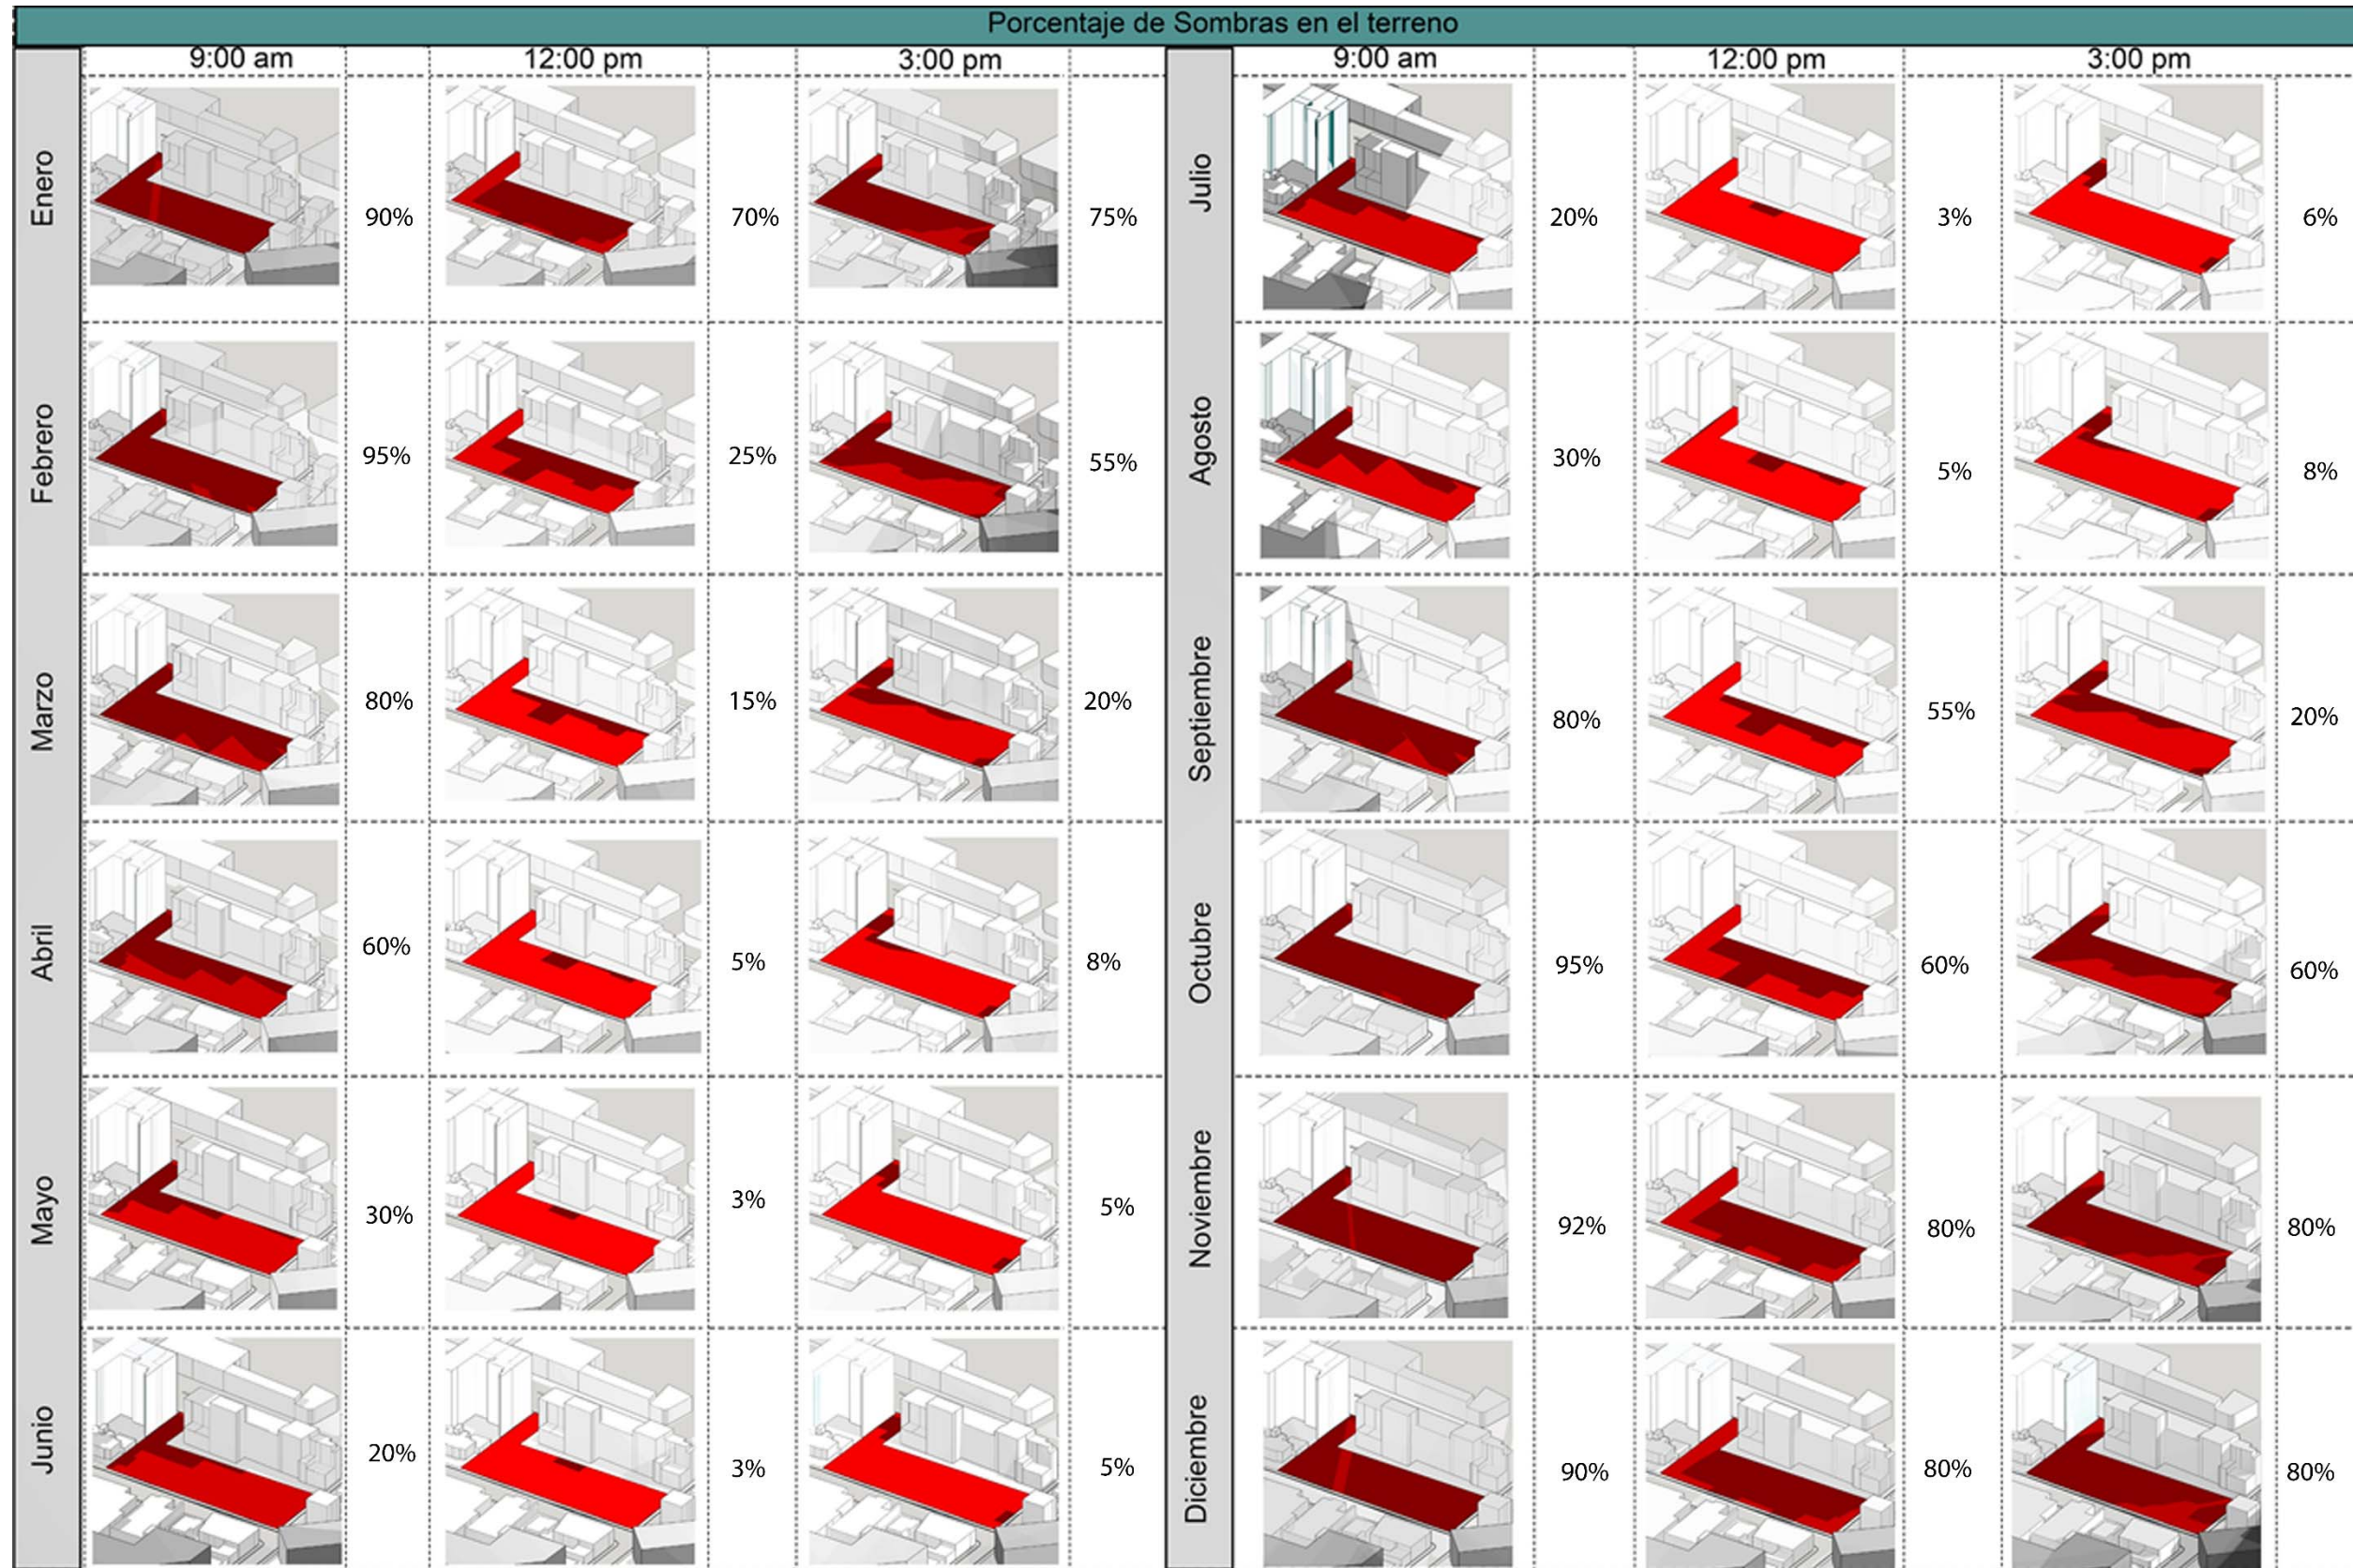 Porcentaje de Sombras en el terreno
9:00 am 12:00 pm 3:00 pm 9:00 am 12:00 pm 3:00 pm
Enero 90% 70% 75% Julio 20% 3% 6%
Febrero 95% 25% 55% Agosto 30% 5% 8%
Marzo 80% 15% 20% Septiembre 80% 55% 20%
Abril 60% 5% 8% Octubre 95% 60% 60%
Mayo 30% 3% 5% Noviembre 92% 80% 80%
Junio 20% 3% 5% Diciembre 90% 80% 80%